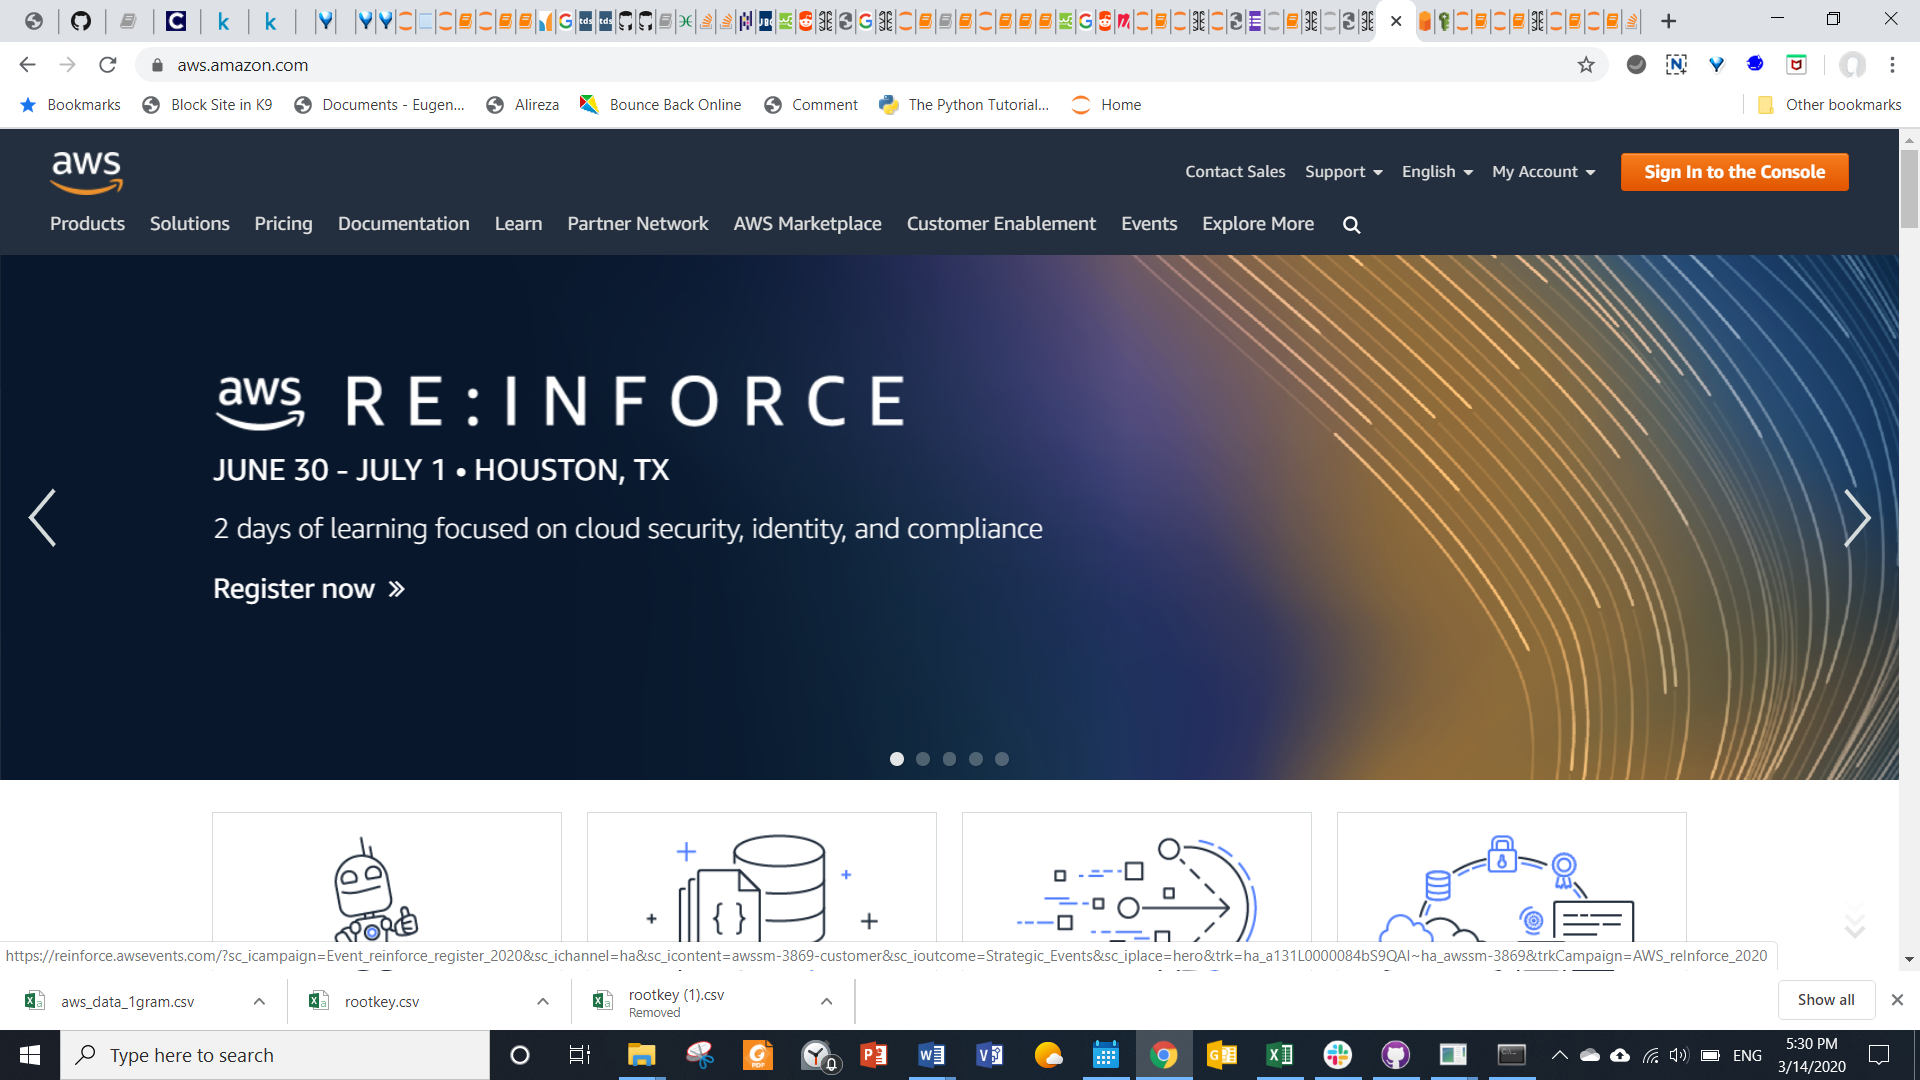 aws.amazon.com
Bookmarks
Block Site in K9
Documents - Eugen...
Alireza
Bounce Back Online
Comment
The Python Tutorial...
Home
Other bookmarks
aws
Contact Sales
Support
English
My Account
Sign In to the Console
Products
Solutions
Pricing
Documentation
Learn
Partner Network
AWS Marketplace
Customer Enablement
Events
Explore More
aws RE:INFORCE
JUNE 30 - JULY 1 • HOUSTON, TX
2 days of learning focused on cloud security, identity, and compliance
Register now »
{ }
https://reinforce.awsevents.com/?sc_icampaign=Event_reinforce_register_2020&sc_ichannel=ha&sc_icontent=awssm-3869-customer&sc_ioutcome=Strategic_Events&sc_iplace=hero&trk=ha_a131L0000084bS9QAI~ha_awssm-3869&trkCampaign=AWS_reInforce_2020
aws_data_1gram.csv
rootkey.csv
rootkey (1).csv
Removed
Show all
Type here to search
ENG
5:30 PM
3/14/2020